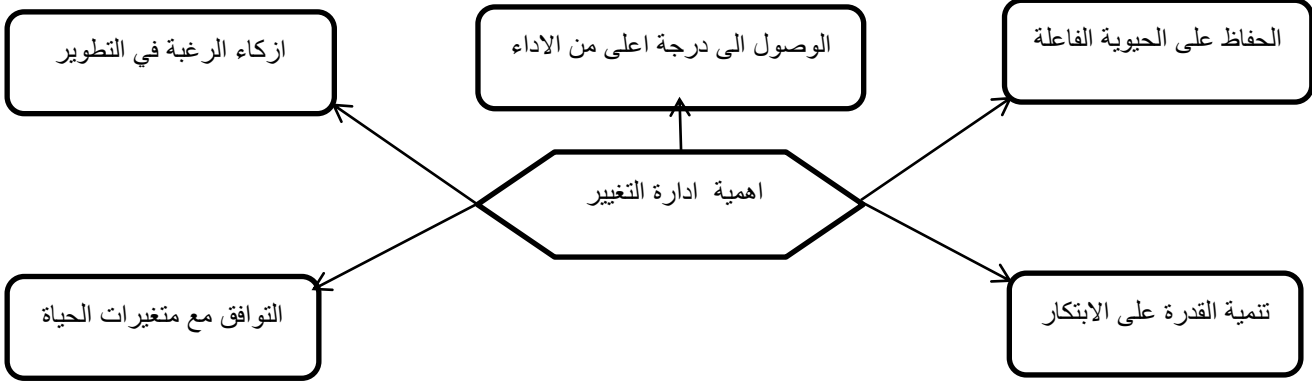 الحفاظ على الحيوية الفاعلة
الوصول الى درجة اعلى من الاداء
ازكاء الرغبة في التطوير
اهمية ادارة التغيير
تنمية القدرة على الابتكار
التوافق مع متغيرات الحياة